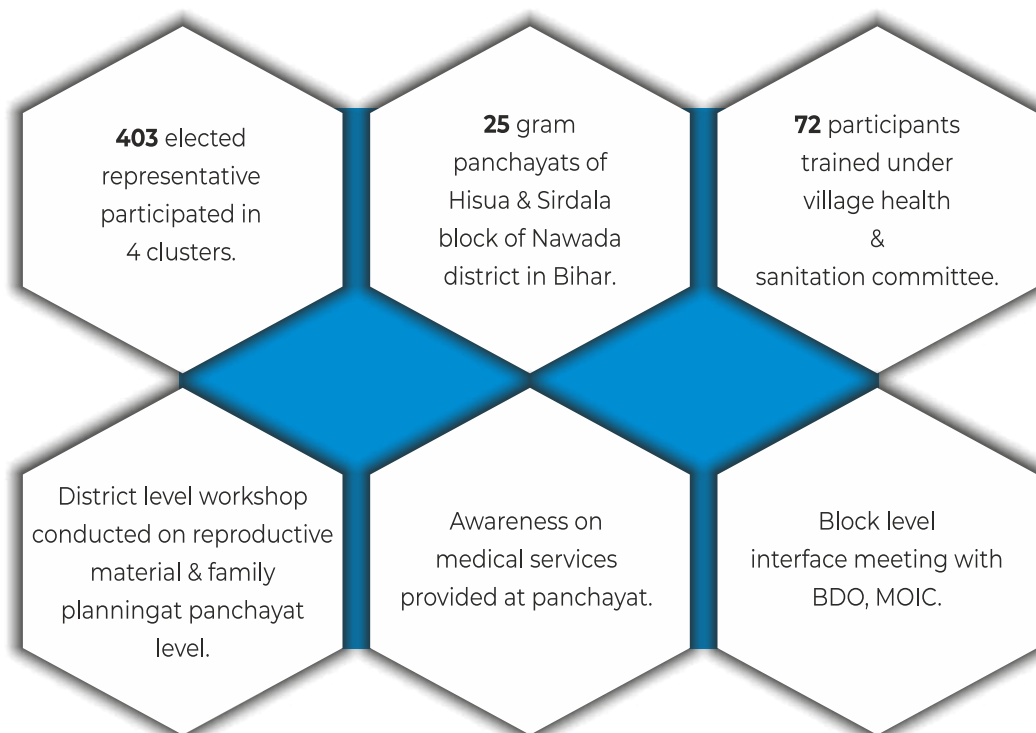 403 elected
representative
participated in
4 clusters.
25 gram
panchayats of
Hisua & Sirdala
block of Nawada
district in Bihar.
72 participants
trained under
village health
&
sanitation committee.
District level workshop
conducted on reproductive
material & family
planningat panchayat
level.
Awareness on
medical services
provided at panchayat.
Block level
interface meeting with
BDO, MOIC.